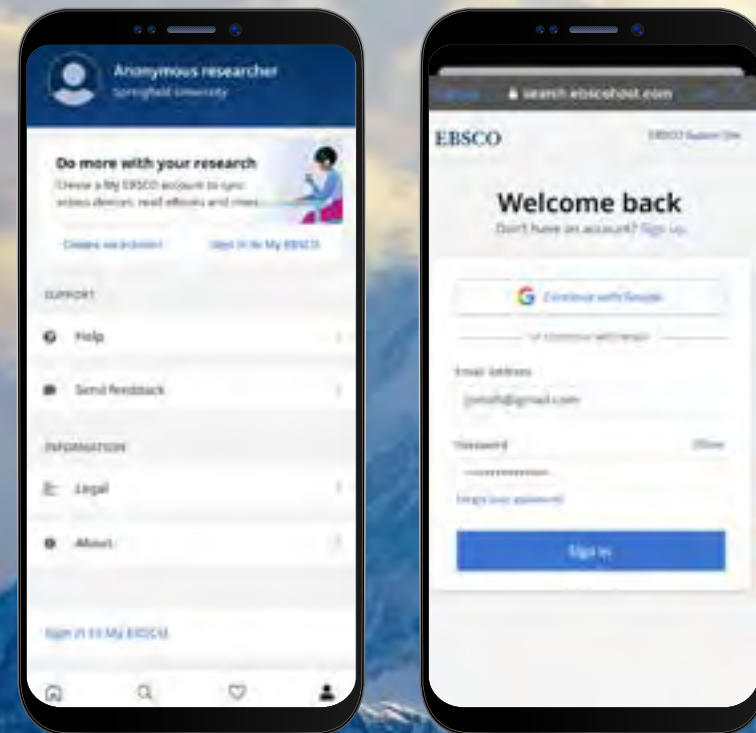 Anonymous researcher
Springfield University
Do more with your research
Create a My EBSCO account to sync
across devices, read eBooks and more.
Create an account
Sign in to My EBSCO
SUPPORT
Help
Send feedback
INFORMATION
Legal
About
Sign in to My EBSCO
search.ebscohost.com
EBSCO
EBSCO Support Site
Welcome back
Don't have an account? Sign up.
Continue with Google
or continue with email
Email Address
Password
Show
Forgot your password?
Sign in